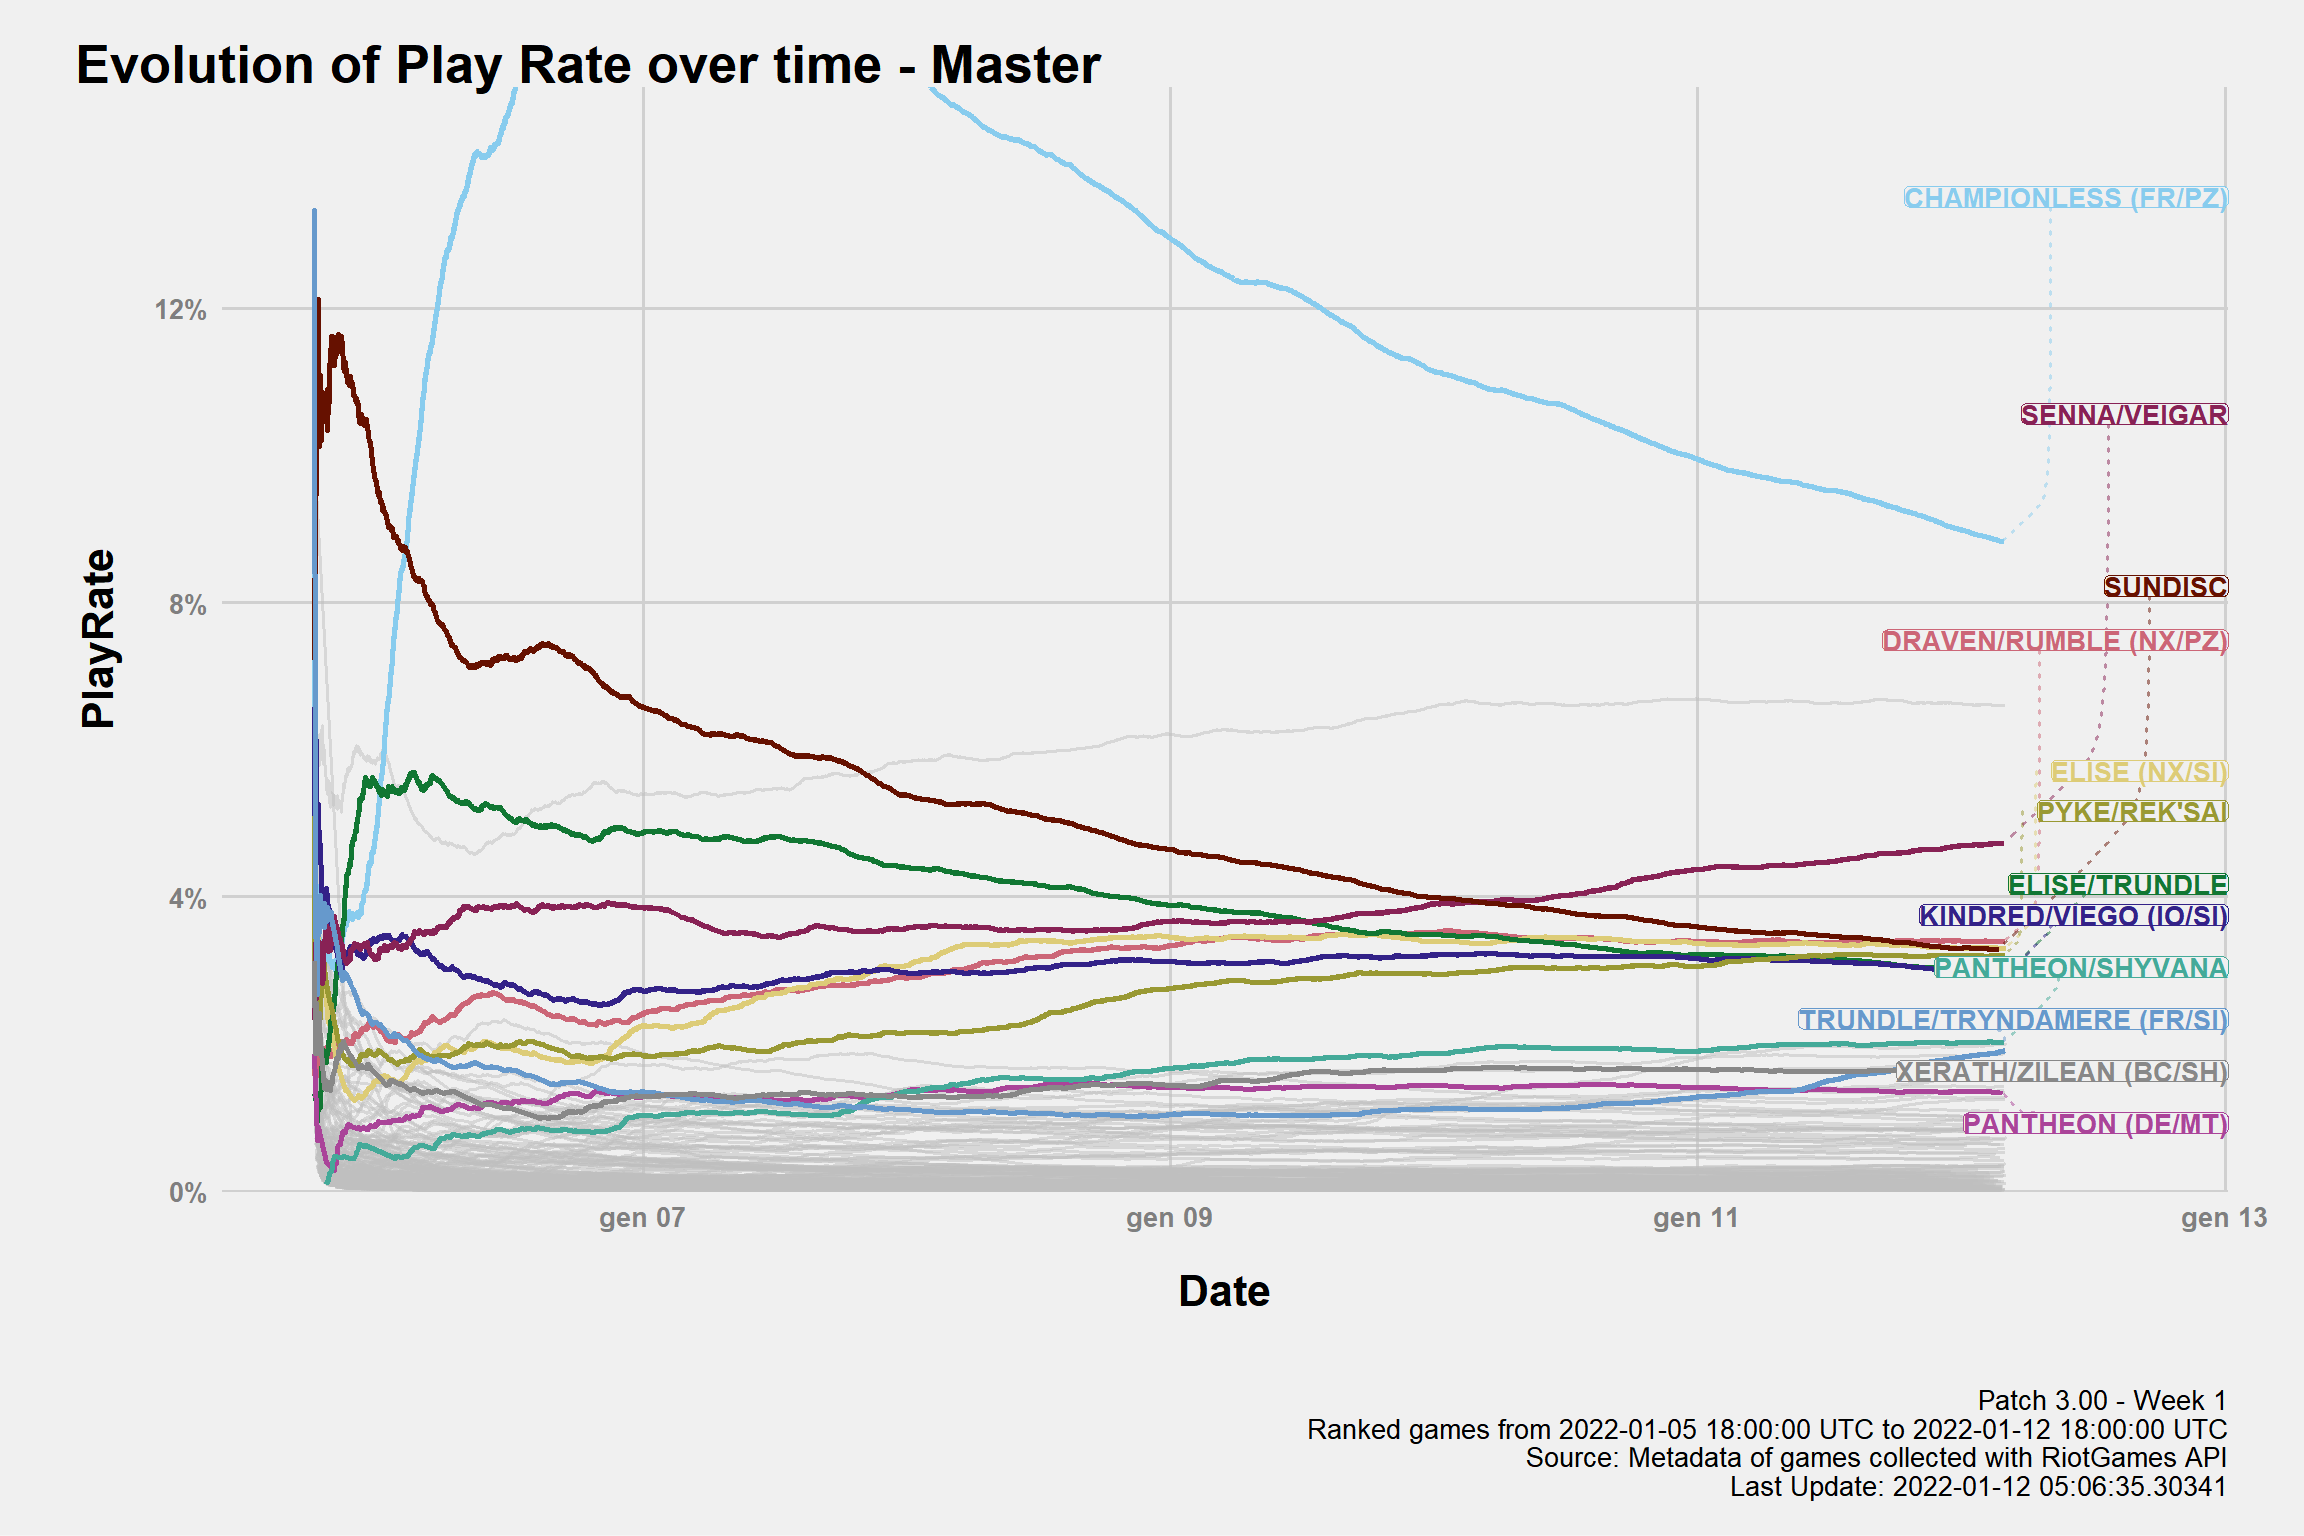 Evolution of Play Rate over time - Master
PlayRate
12%
8%
4%
0%
CHAMPIONLESS (FR/PZ)
SENNA/VEIGAR
SUNDISC
DRAVEN/RUMBLE (NX/PZ)
ELISE (NX/SI)
PYKE/REK'SAI
ELISE/TRUNDLE
KINDRED/VIEGO (IO/SI)
PANTHEON/SHYVANA
TRUNDLE/TRYNDAMERE (FR/SI)
XERATH/ZILEAN (BC/SH)
PANTHEON (DE/MT)
gen 07
gen 09
gen 11
gen 13
Date
Patch 3.00 - Week 1
Ranked games from 2022-01-05 18:00:00 UTC to 2022-01-12 18:00:00 UTC
Source: Metadata of games collected with RiotGames API
Last Update: 2022-01-12 05:06:35.30341